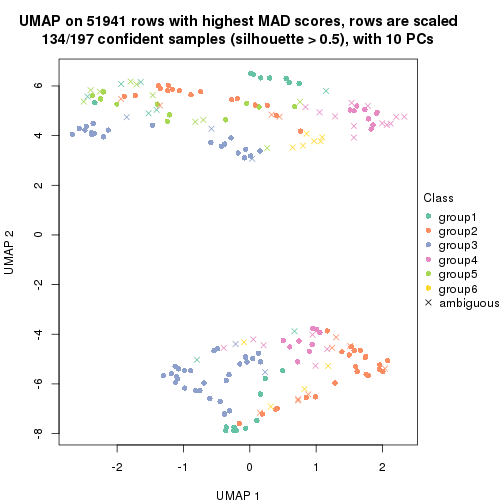 UMAP on 51941 rows with highest MAD scores, rows are scaled
134/197 confident samples (silhouette > 0.5), with 10 PCs
6
4
2
0
-2
-4
-6
-8
UMAP 2
-2
-1
0
1
2
UMAP 1
Class
group1
group2
group3
group4
group5
group6
ambiguous